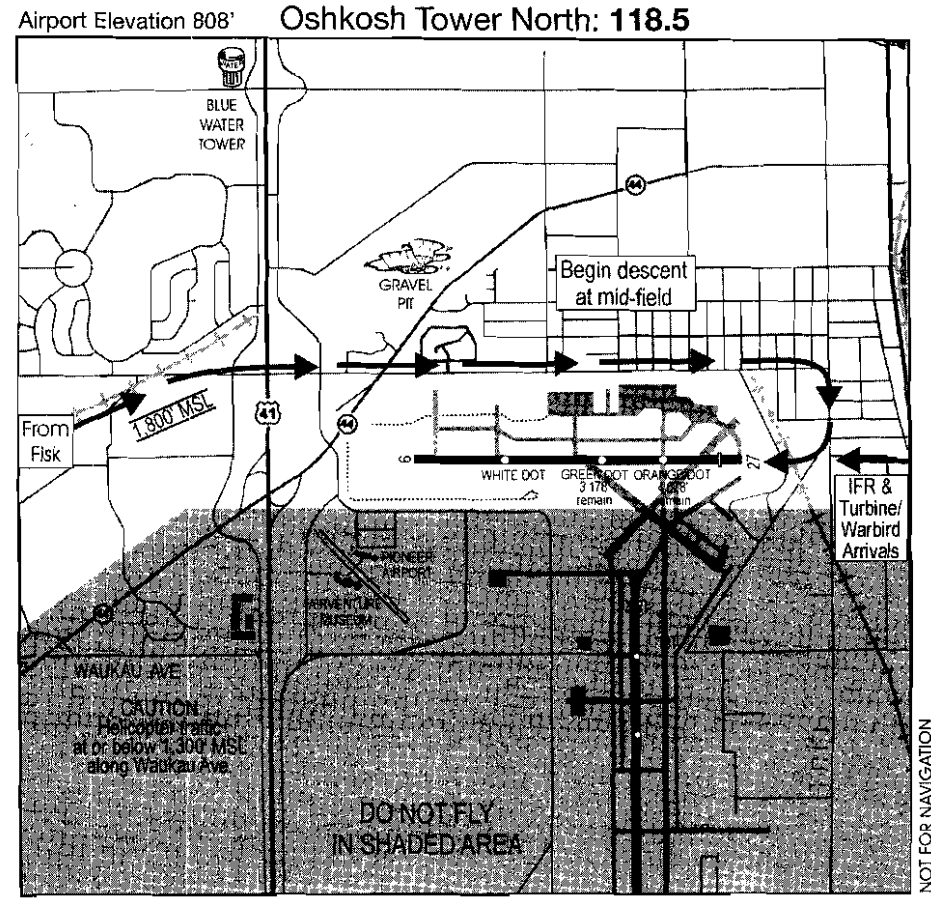 Airport Elevation 808'
Oshkosh Tower North: 118.5
BLUE
WATER
TOWER
44
GRAVEL
PIT
Begin descent
at mid-field
1,800' MSL
41
44
From
Fisk
9
27
WHITE DOT
GREEN DOT
3,178'
remain
ORANGE DOT
remain
IFR &
Turbine/
Warbird
Arrivals
PIONEER
AIRPORT
AIRVENTURE
MUSEUM
44
WAUKAU AVE
CAUTION
Helicopter traffic
at or below 1,300' MSL
along Waukau Ave.
DO NOT FLY
IN SHADED AREA
NOT FOR NAVIGATION